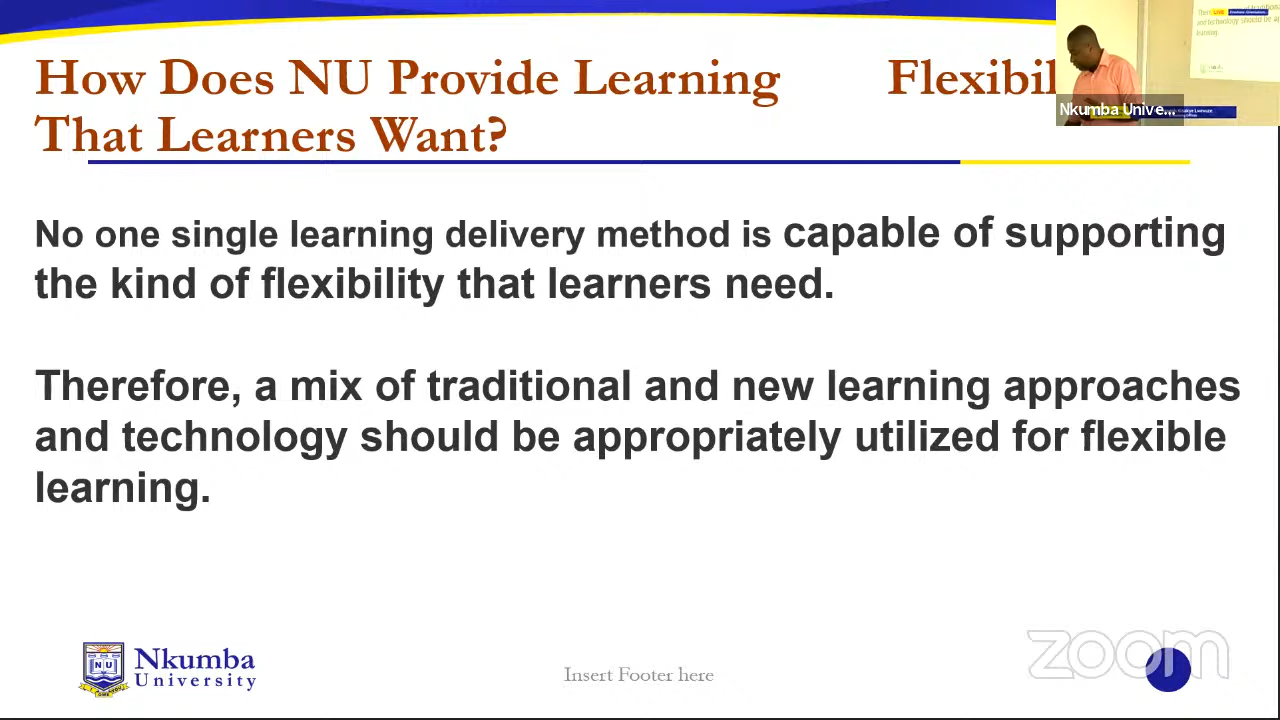 How Does NU Provide Learning Flexibil
That Learners Want?
Nkumba Unive...
LIVE
No one single learning delivery method is capable of supporting
the kind of flexibility that learners need.
Therefore, a mix of traditional and new learning approaches
and technology should be appropriately utilized for flexible
learning.
NU
Nkumba
University
Insert Footer here
zoom